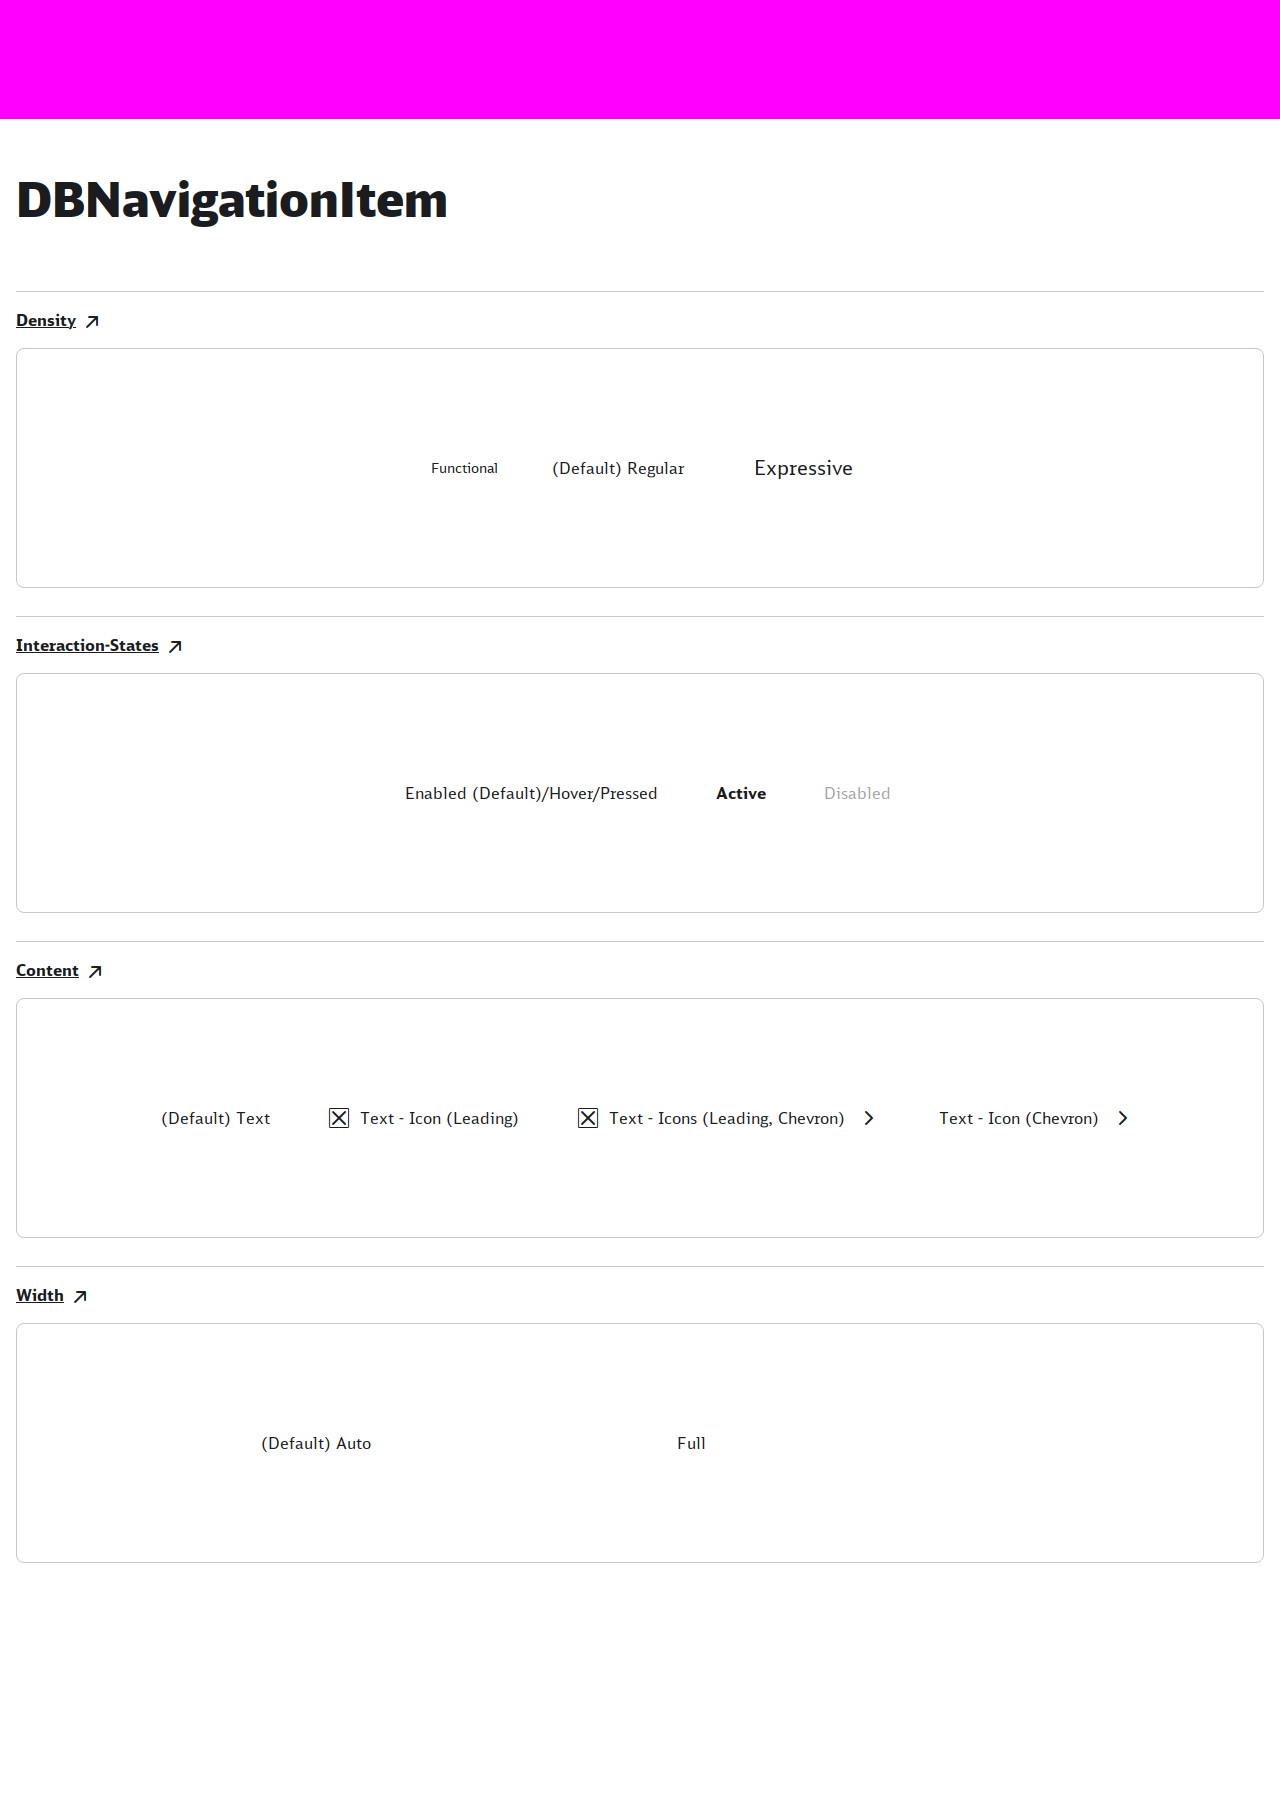 DBNavigationItem
Density
Functional (Default) Regular Expressive
Interaction-States
Enabled (Default)/Hover/Pressed Active Disabled
Content
(Default) Text Text - Icon (Leading) Text - Icons (Leading, Chevron) Text - Icon (Chevron)
Width
(Default) Auto Full